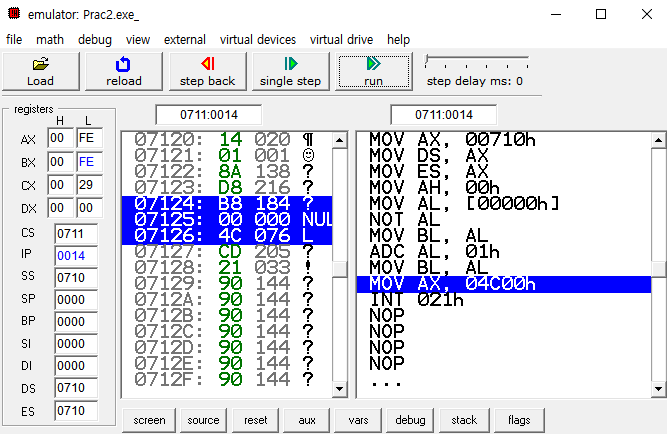 emulator: Prac2.exe_
file math debug view external virtual devices virtual drive help
Load reload step back single step run step delay ms: 0
registers
H L
0711:0014 0711:0014
AX 00 FE
BX 00 FE
CX 00 29
DX 00 00
CS 0711
IP 0014
SS 0710
SP 0000
BP 0000
SI 0000
DI 0000
DS 0710
ES 0710
07120: 14 020 ¶
07121: 01 001 ☺
07122: 8A 138 ?
07123: D8 216 ?
07124: B8 184 ?
07125: 00 000 NUL
07126: 4C 076 L
07127: CD 205 ?
07128: 21 033 !
07129: 90 144 ?
0712A: 90 144 ?
0712B: 90 144 ?
0712C: 90 144 ?
0712D: 90 144 ?
0712E: 90 144 ?
0712F: 90 144 ?
MOV AX, 00710h
MOV DS, AX
MOV ES, AX
MOV AH, 00h
MOV AL, [00000h]
NOT AL
MOV BL, AL
ADC AL, 01h
MOV BL, AL
MOV AX, 04C00h
INT 021h
NOP
NOP
NOP
NOP
...
screen source reset aux vars debug stack flags